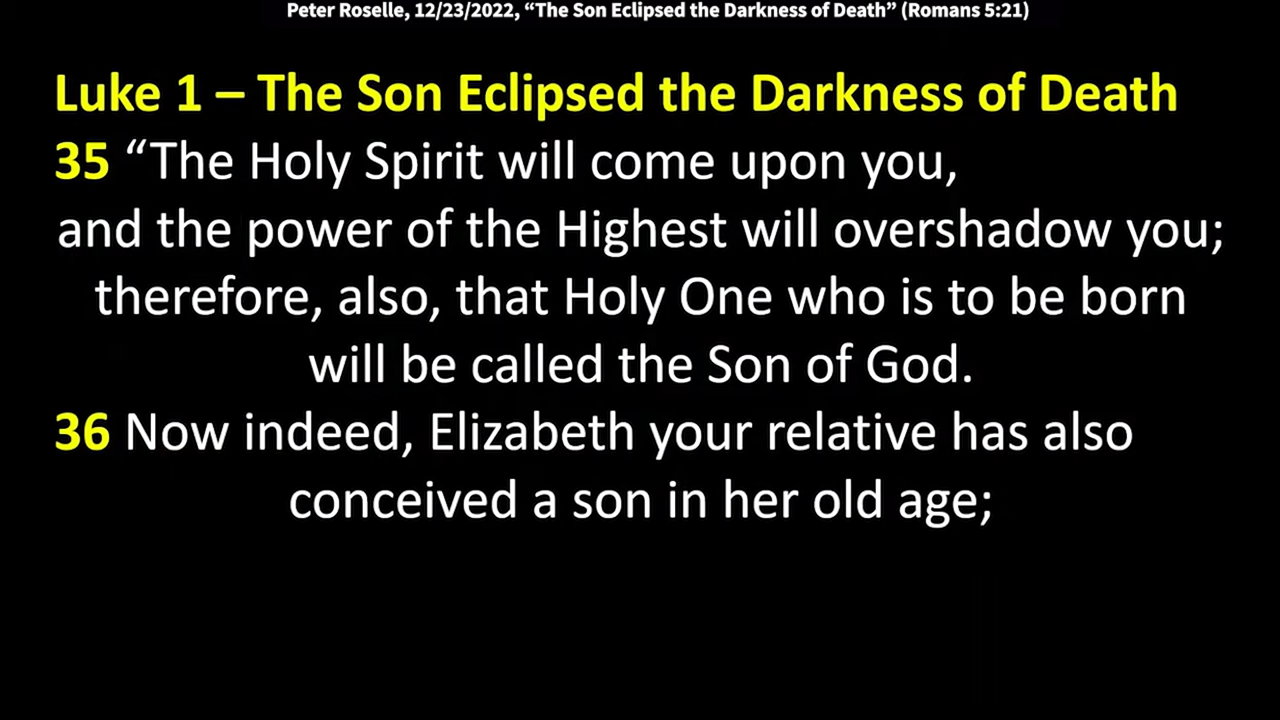 Peter Roselle, 12/23/2022, “The Son Eclipsed the Darkness of Death” (Romans 5:21)
Luke 1 – The Son Eclipsed the Darkness of Death
35 “The Holy Spirit will come upon you,
and the power of the Highest will overshadow you;
therefore, also, that Holy One who is to be born
will be called the Son of God.
36 Now indeed, Elizabeth your relative has also
conceived a son in her old age;